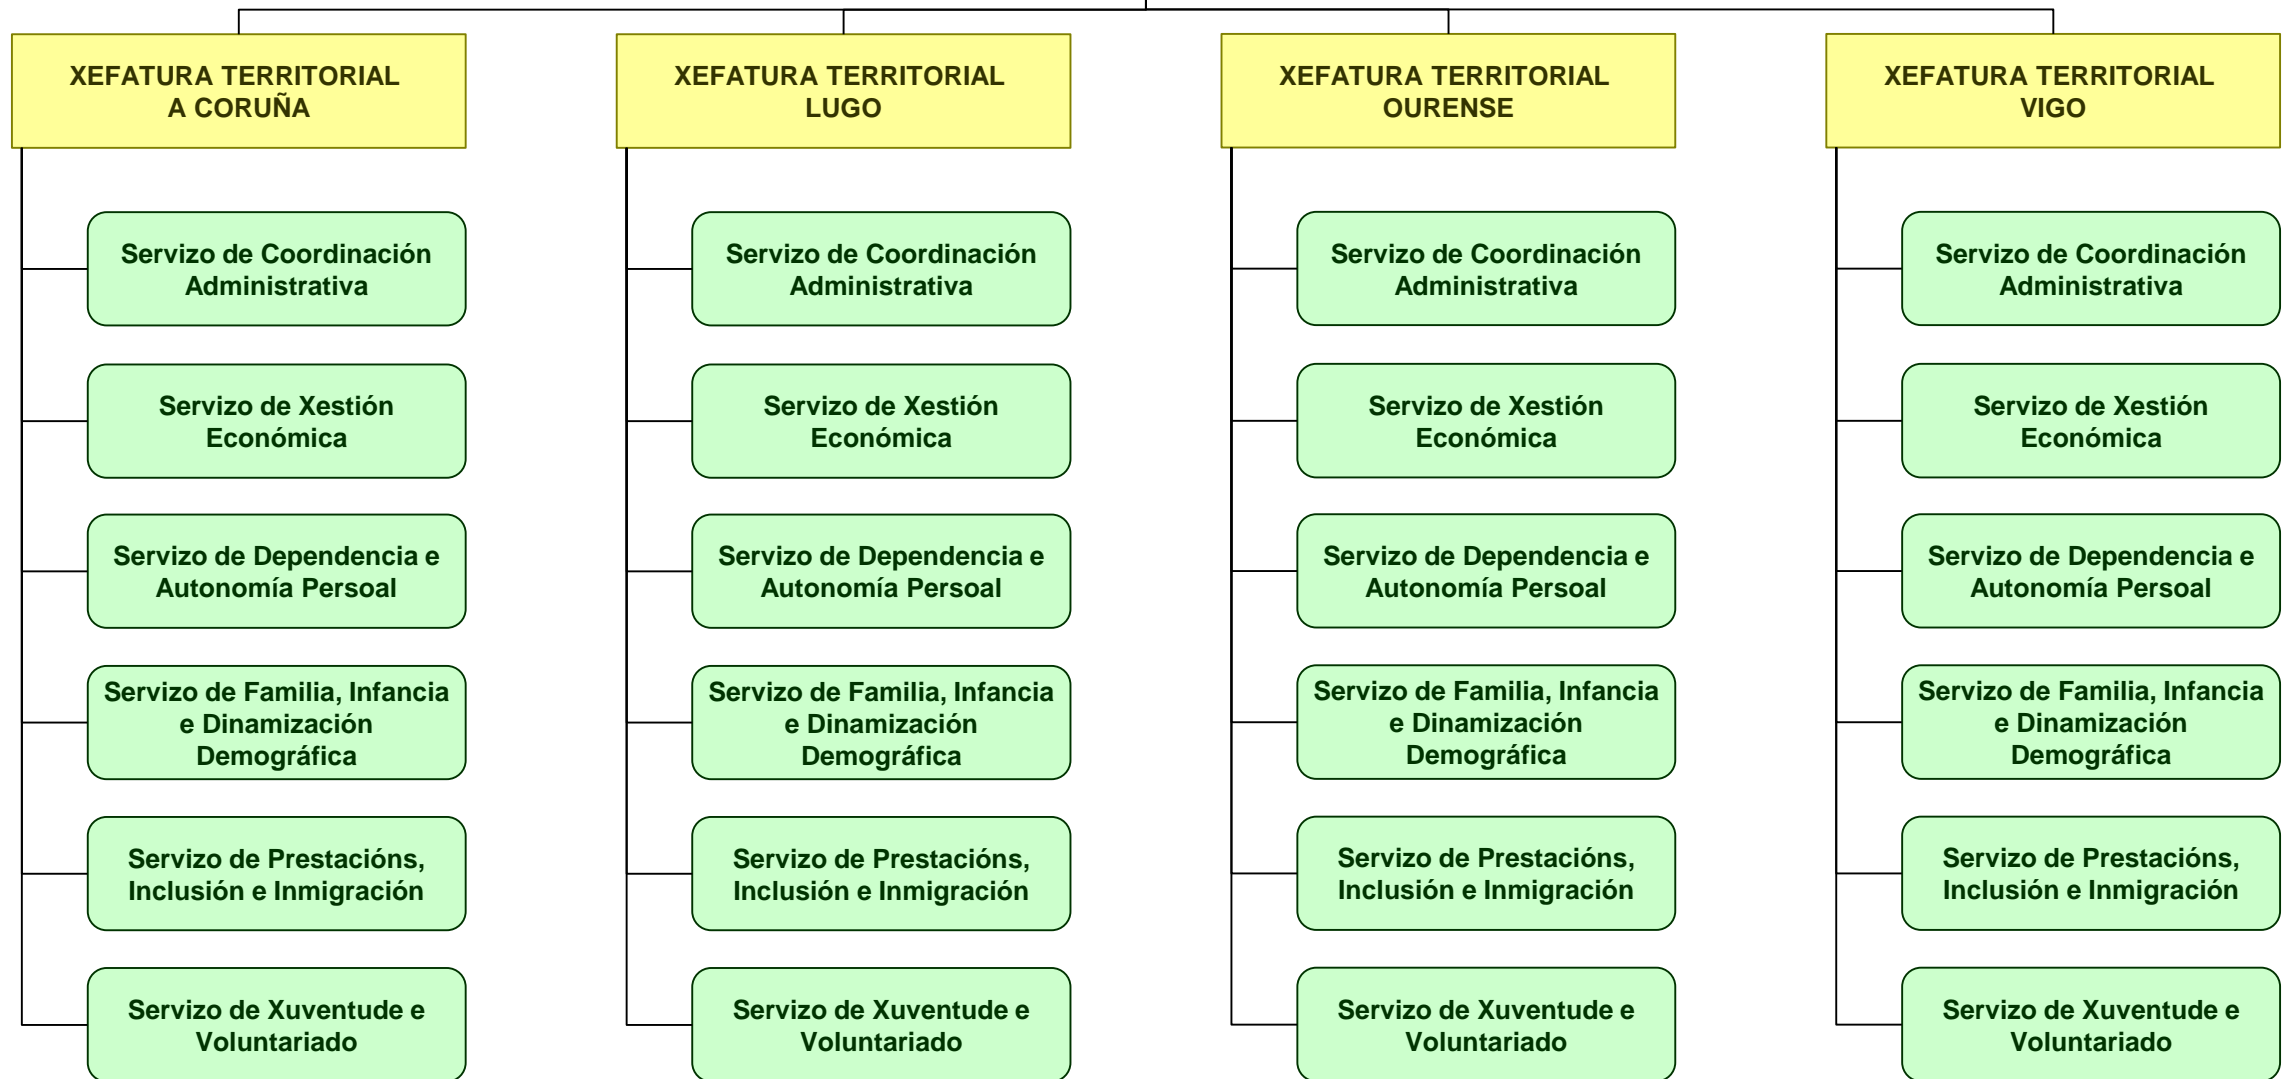 XEFATURA TERRITORIAL
A CORUÑA
Servizo de Coordinación
Administrativa
Servizo de Xestión
Económica
Servizo de Dependencia e
Autonomía Persoal
Servizo de Familia, Infancia
e Dinamización
Demográfica
Servizo de Prestacións,
Inclusión e Inmigración
Servizo de Xuventude e
Voluntariado
XEFATURA TERRITORIAL
LUGO
Servizo de Coordinación
Administrativa
Servizo de Xestión
Económica
Servizo de Dependencia e
Autonomía Persoal
Servizo de Familia, Infancia
e Dinamización
Demográfica
Servizo de Prestacións,
Inclusión e Inmigración
Servizo de Xuventude e
Voluntariado
XEFATURA TERRITORIAL
OURENSE
Servizo de Coordinación
Administrativa
Servizo de Xestión
Económica
Servizo de Dependencia e
Autonomía Persoal
Servizo de Familia, Infancia
e Dinamización
Demográfica
Servizo de Prestacións,
Inclusión e Inmigración
Servizo de Xuventude e
Voluntariado
XEFATURA TERRITORIAL
VIGO
Servizo de Coordinación
Administrativa
Servizo de Xestión
Económica
Servizo de Dependencia e
Autonomía Persoal
Servizo de Familia, Infancia
e Dinamización
Demográfica
Servizo de Prestacións,
Inclusión e Inmigración
Servizo de Xuventude e
Voluntariado